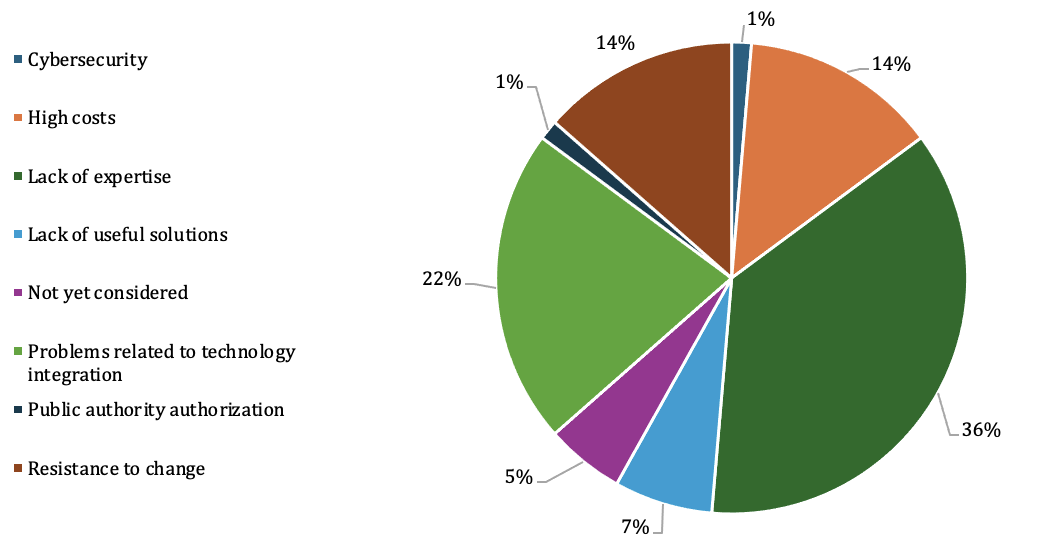 Cybersecurity
High costs
Lack of expertise
Lack of useful solutions
Not yet considered
Problems related to technology
integration
Public authority authorization
Resistance to change
1%
14%
36%
7%
5%
22%
1%
14%